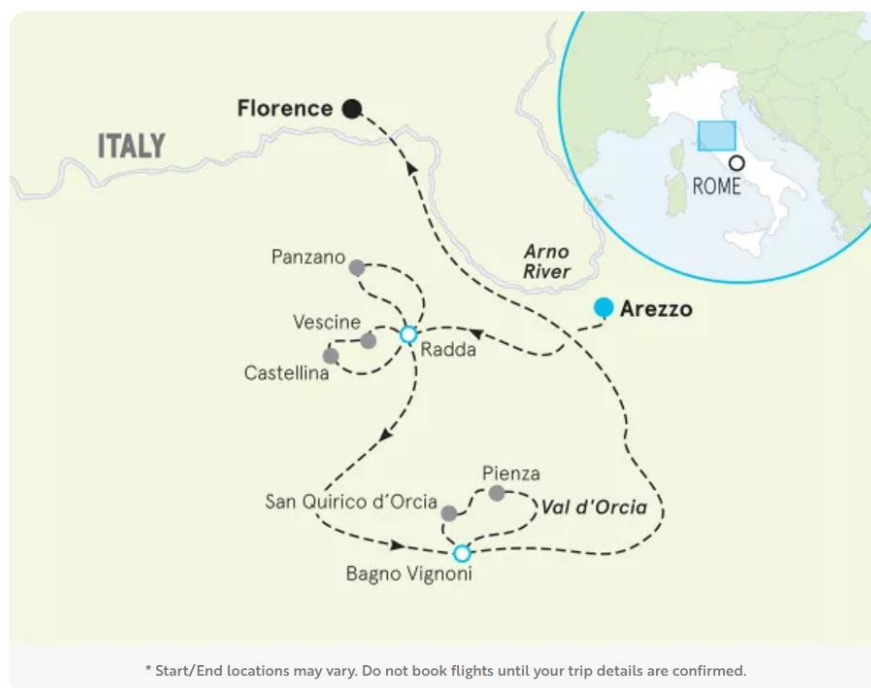 Florence
ITALY
ROME
Arno
River
Panzano
Arezzo
Vescine
Radda
Castellina
Pienza
San Quirico d’Orcia
Val d’Orcia
Bagno Vignoni
* Start/End locations may vary. Do not book flights until your trip details are confirmed.